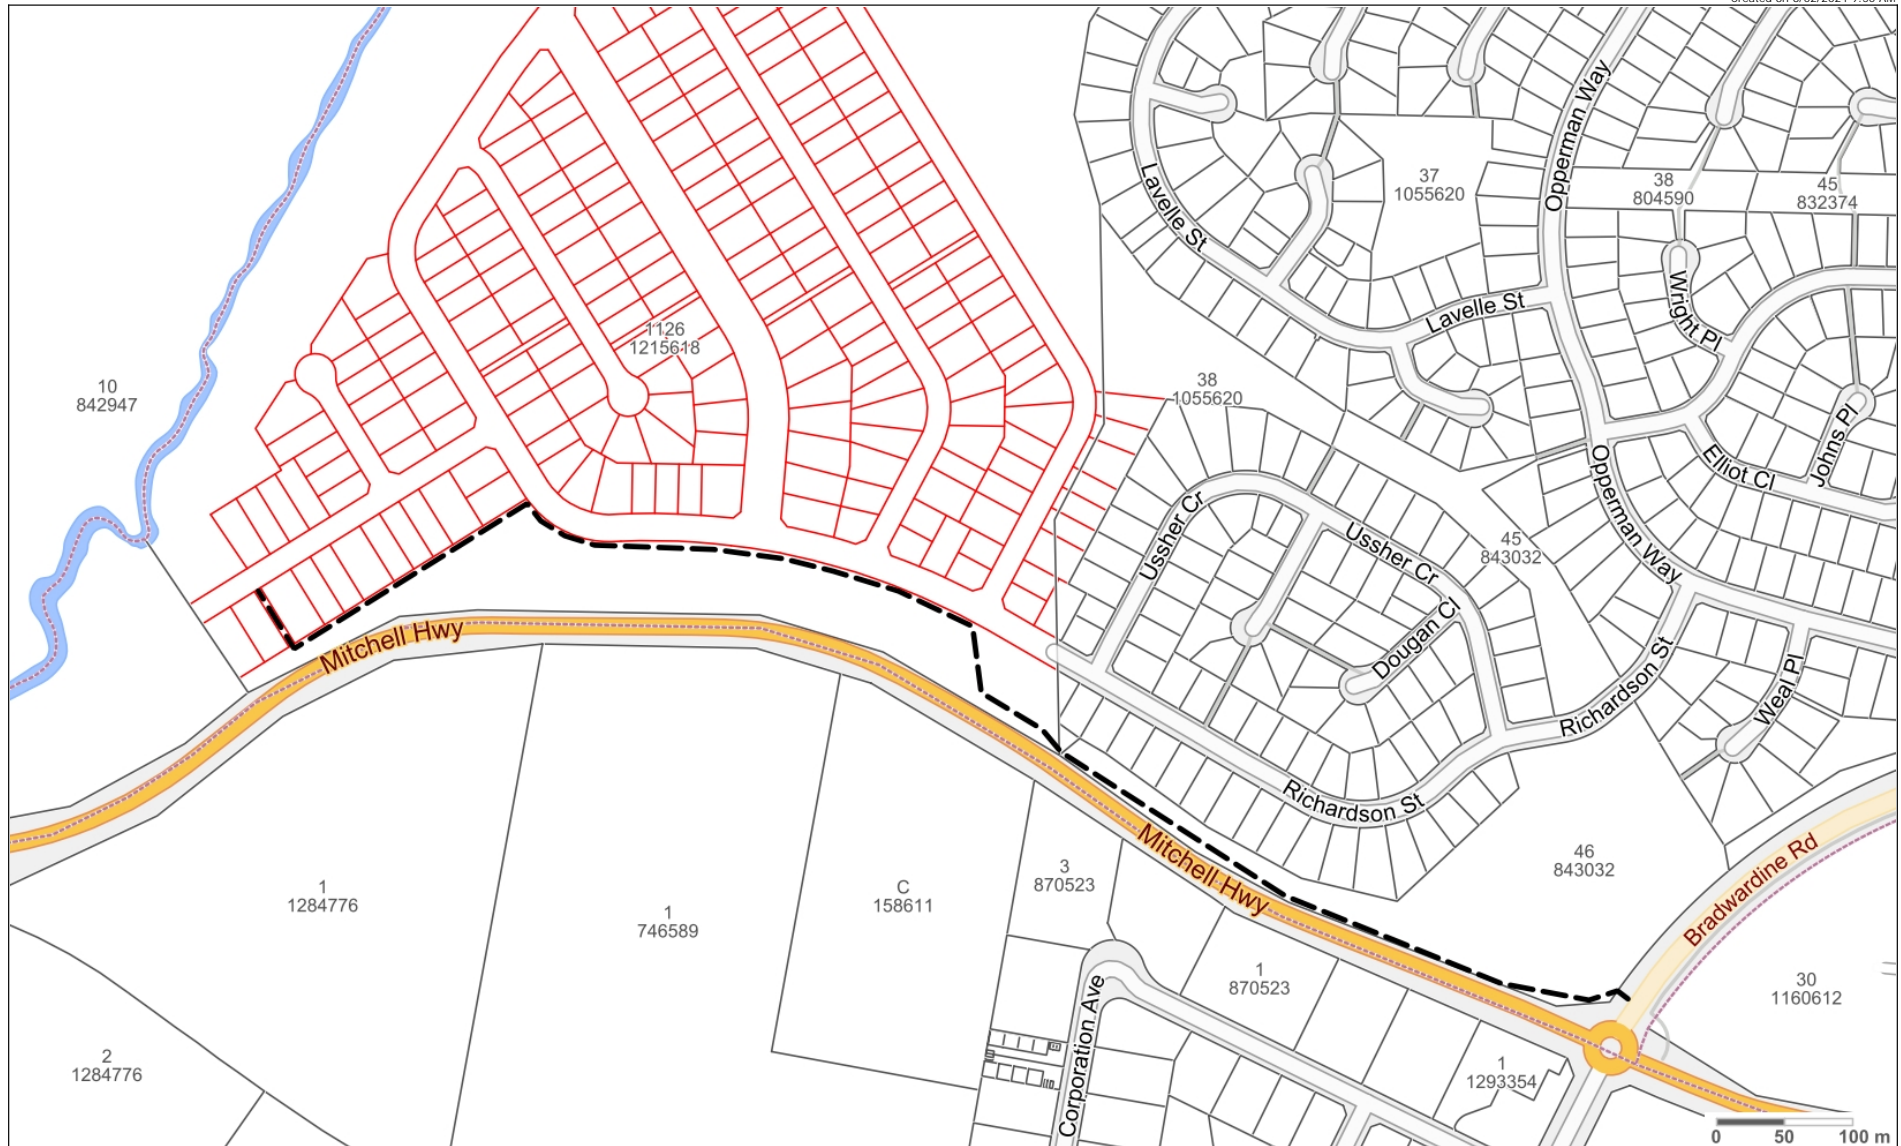 Opperman Way
37
1055620
38
804590
45
832374
Lavelle St
Wright Pl
Lavelle St
1126
1215618
10
842947
38
1055620
Johns Pl
Elliot Cl
Opperman Way
Ussher Cr
Ussher Cr
45
843032
Dougan Cl
Mitchell Hwy
Richardson St
Weal Pl
Richardson St
Mitchell Hwy
46
843032
Bradwardine Rd
3
870523
1
1284776
C
158611
1
746589
1
870523
30
1160612
Corporation Ave
2
1284776
1
1293354
0 50 100 m